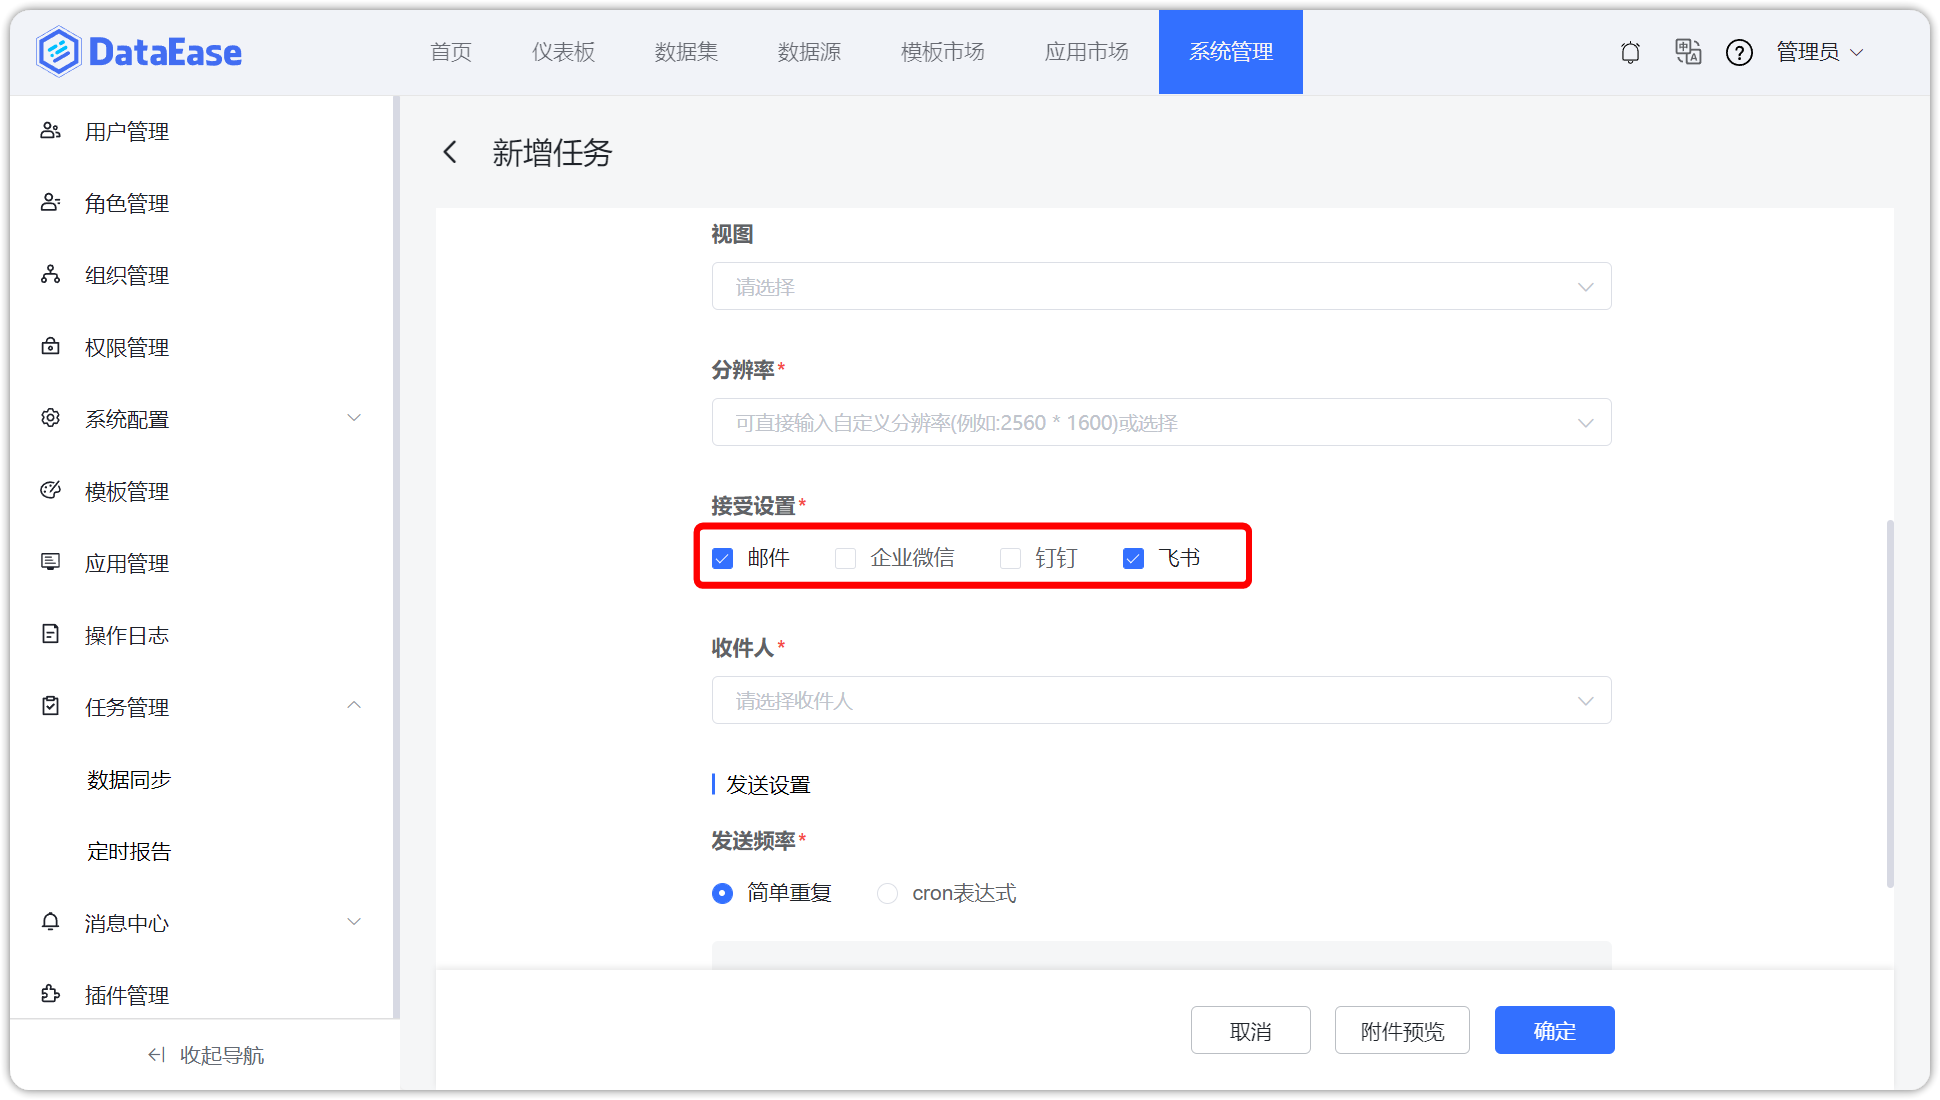 DataEase
首页
仪表板
数据集
数据源
模板市场
应用市场
系统管理
管理员
用户管理
角色管理
组织管理
权限管理
系统配置
模板管理
应用管理
操作日志
任务管理
数据同步
定时报告
消息中心
插件管理
收起导航
新增任务
视图
请选择
分辨率*
可直接输入自定义分辨率(例如:2560 * 1600)或选择
接受设置*
邮件 企业微信 钉钉 飞书
收件人*
请选择收件人
发送设置
发送频率*
简单重复 cron表达式
取消 附件预览 确定